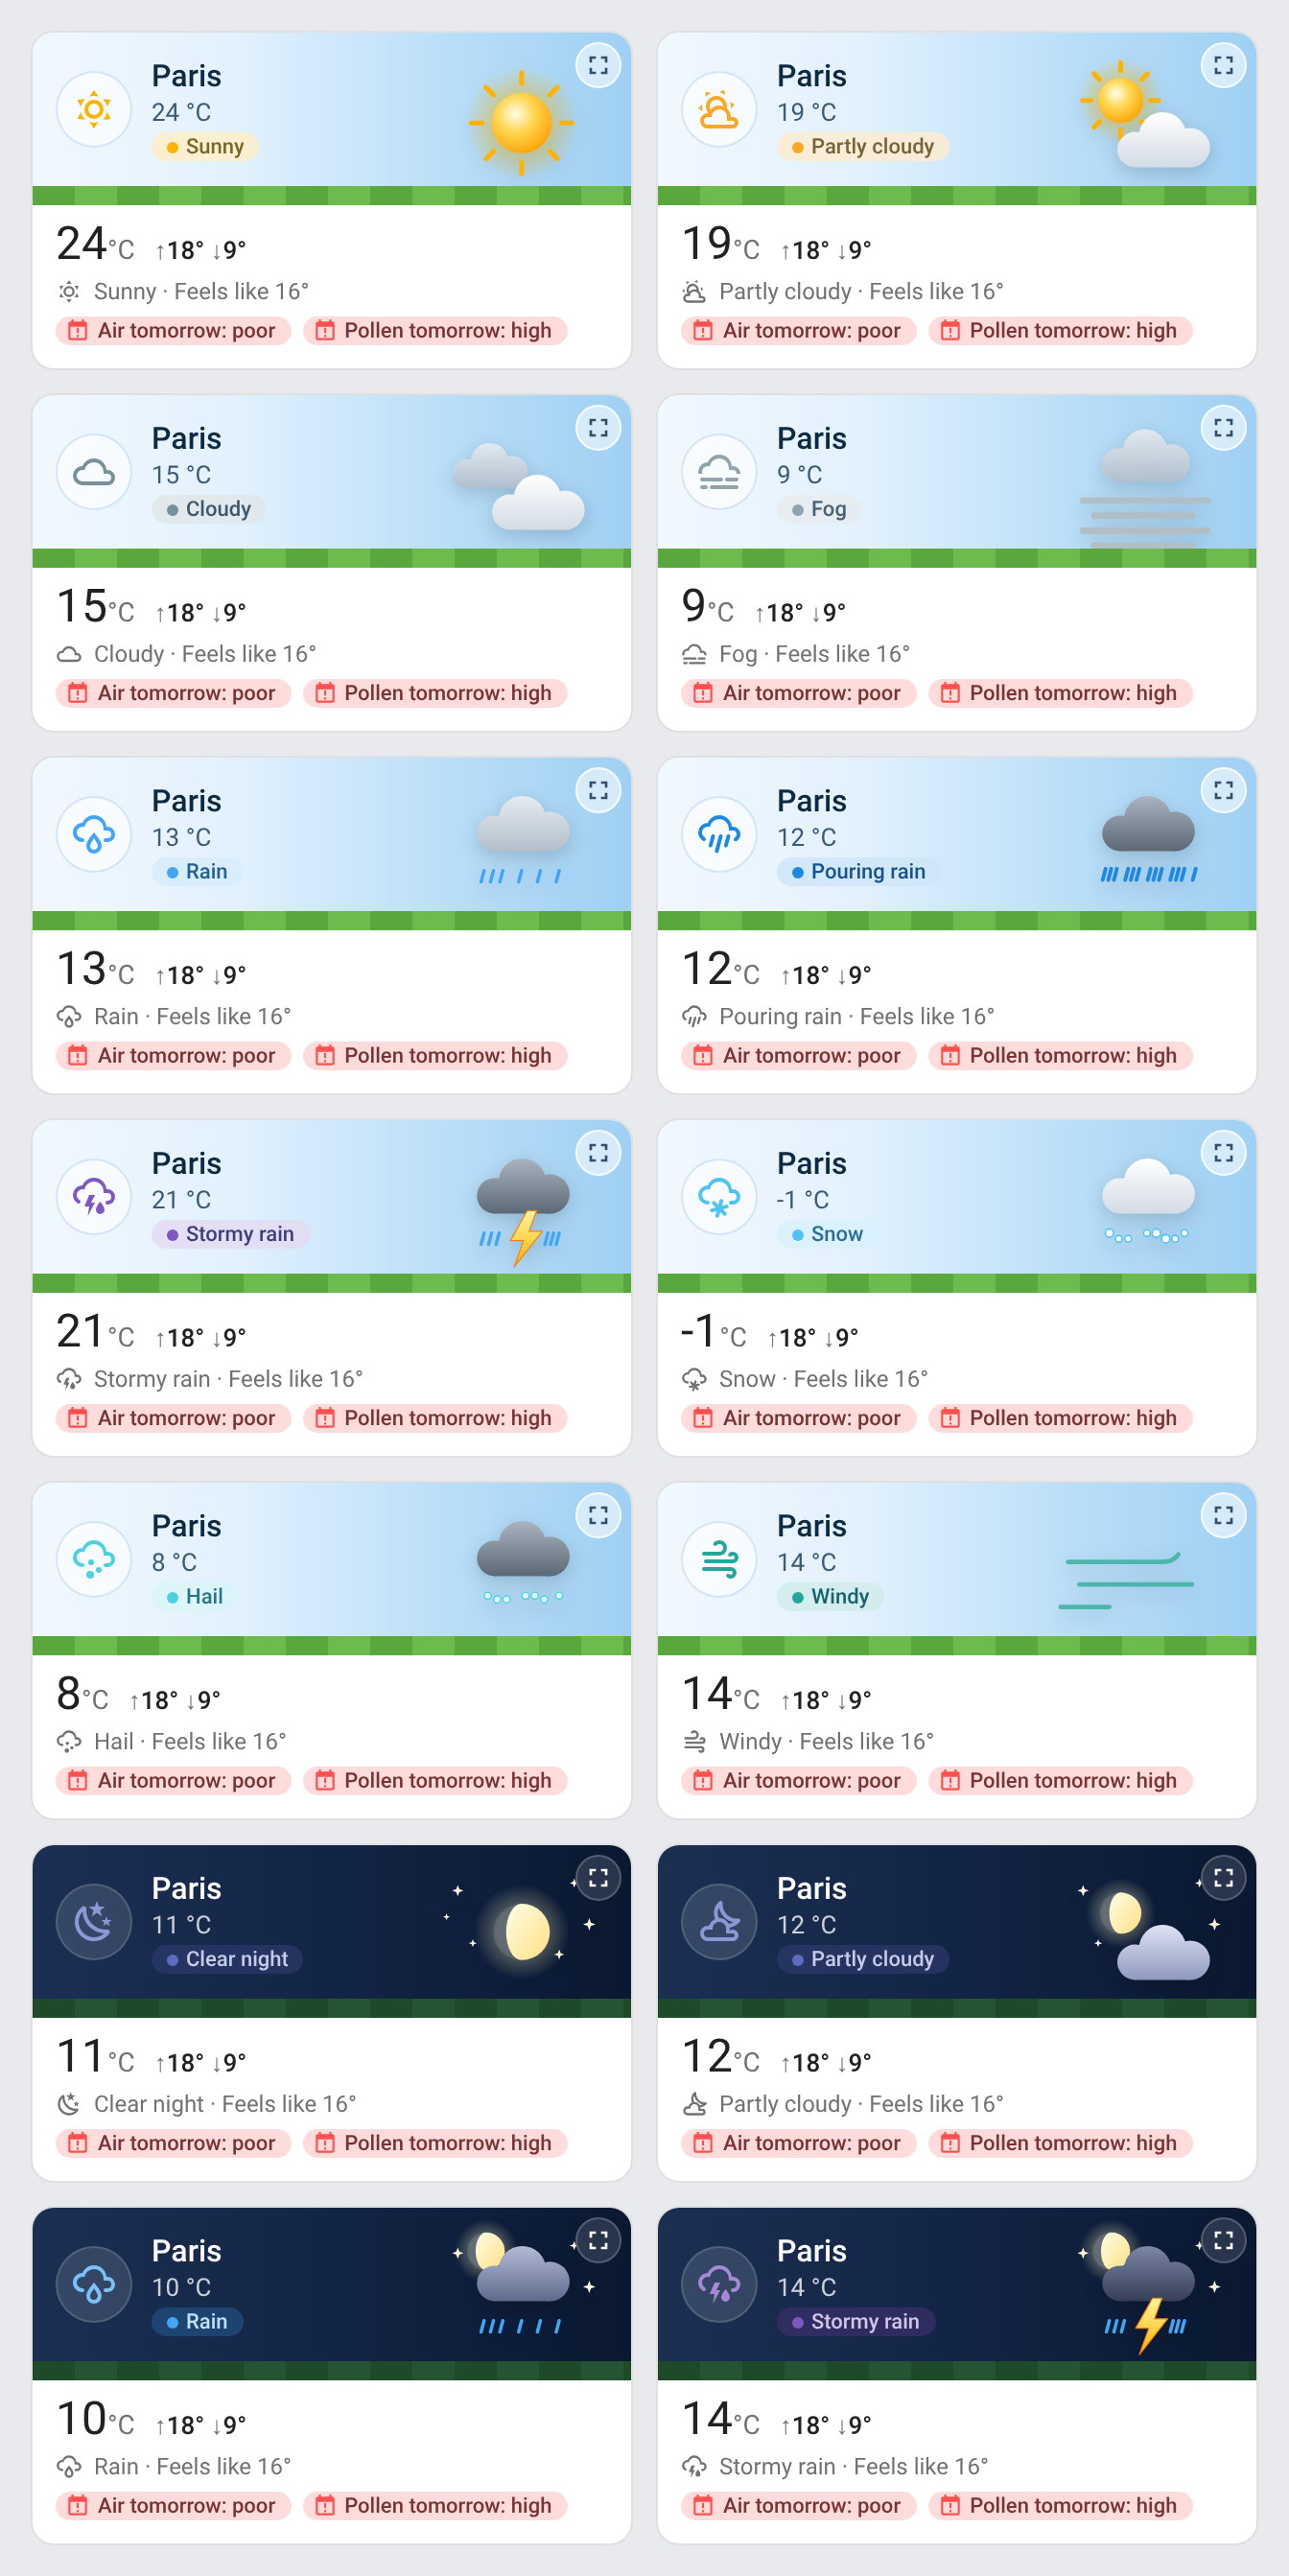 Paris
24 °C
Sunny
24°C ↑18° ↓9°
Sunny · Feels like 16°
Air tomorrow: poor Pollen tomorrow: high
Paris
19 °C
Partly cloudy
19°C ↑18° ↓9°
Partly cloudy · Feels like 16°
Air tomorrow: poor Pollen tomorrow: high
Paris
15 °C
Cloudy
15°C ↑18° ↓9°
Cloudy · Feels like 16°
Air tomorrow: poor Pollen tomorrow: high
Paris
9 °C
Fog
9°C ↑18° ↓9°
Fog · Feels like 16°
Air tomorrow: poor Pollen tomorrow: high
Paris
13 °C
Rain
13°C ↑18° ↓9°
Rain · Feels like 16°
Air tomorrow: poor Pollen tomorrow: high
Paris
12 °C
Pouring rain
12°C ↑18° ↓9°
Pouring rain · Feels like 16°
Air tomorrow: poor Pollen tomorrow: high
Paris
21 °C
Stormy rain
21°C ↑18° ↓9°
Stormy rain · Feels like 16°
Air tomorrow: poor Pollen tomorrow: high
Paris
-1 °C
Snow
-1°C ↑18° ↓9°
Snow · Feels like 16°
Air tomorrow: poor Pollen tomorrow: high
Paris
8 °C
Hail
8°C ↑18° ↓9°
Hail · Feels like 16°
Air tomorrow: poor Pollen tomorrow: high
Paris
14 °C
Windy
14°C ↑18° ↓9°
Windy · Feels like 16°
Air tomorrow: poor Pollen tomorrow: high
Paris
11 °C
Clear night
11°C ↑18° ↓9°
Clear night · Feels like 16°
Air tomorrow: poor Pollen tomorrow: high
Paris
12 °C
Partly cloudy
12°C ↑18° ↓9°
Partly cloudy · Feels like 16°
Air tomorrow: poor Pollen tomorrow: high
Paris
10 °C
Rain
10°C ↑18° ↓9°
Rain · Feels like 16°
Air tomorrow: poor Pollen tomorrow: high
Paris
14 °C
Stormy rain
14°C ↑18° ↓9°
Stormy rain · Feels like 16°
Air tomorrow: poor Pollen tomorrow: high